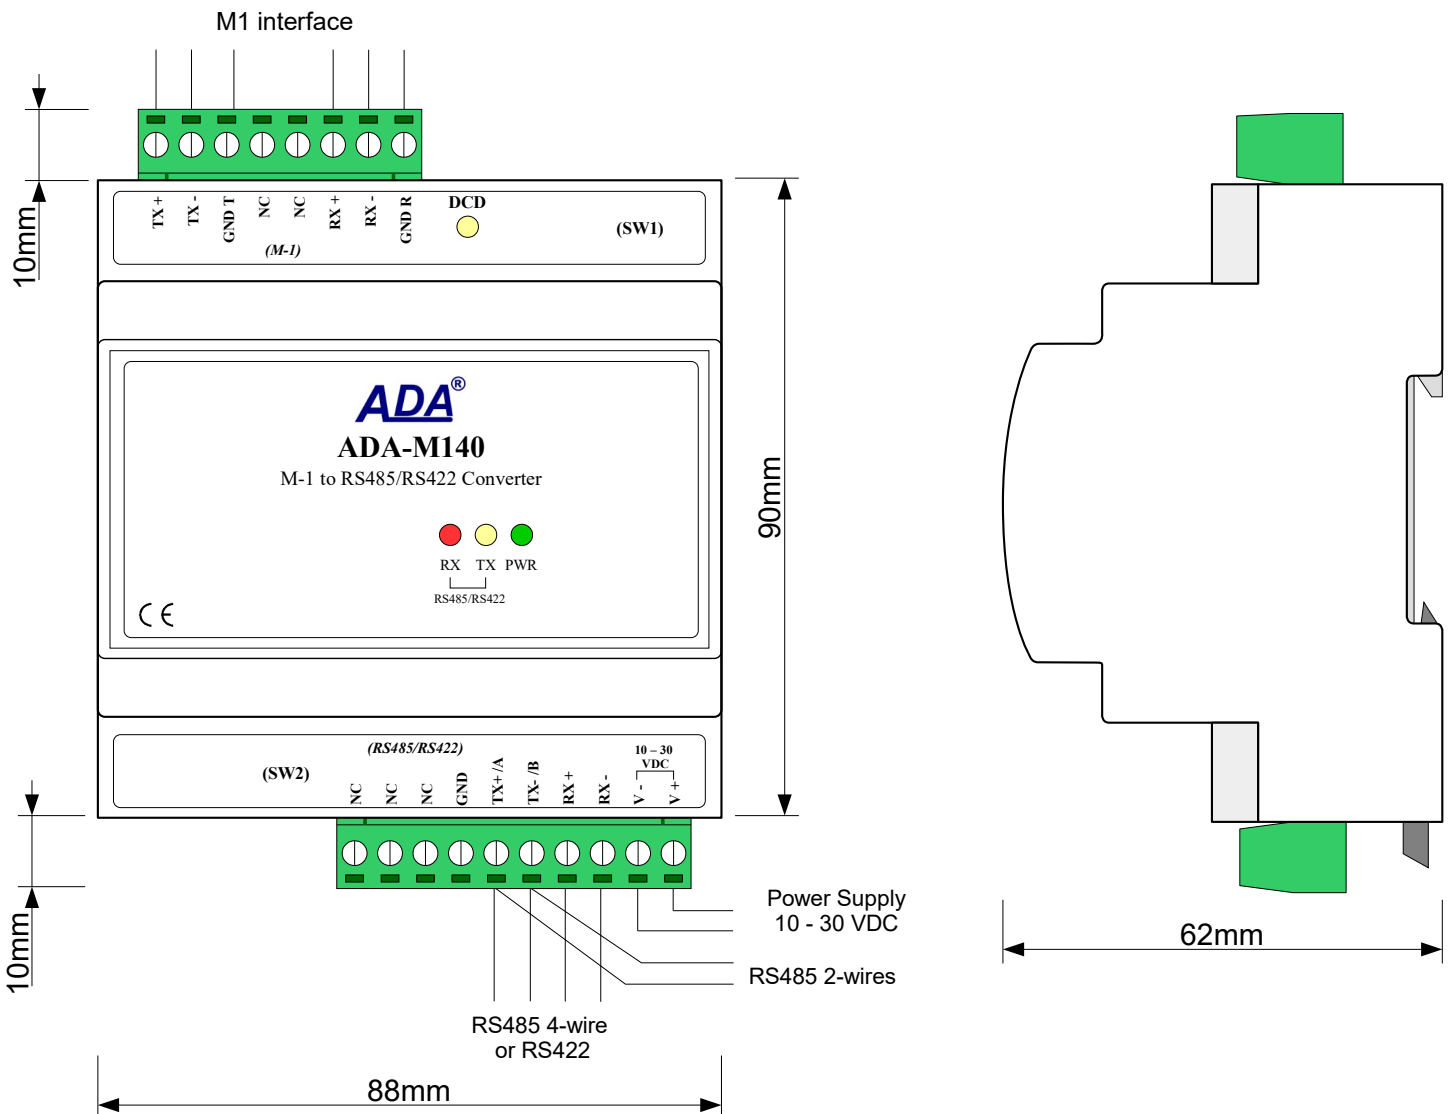 M1 interface
10mm
TX +
TX -
GND T
NC
NC
RX +
RX -
GND R
DCD
(SW1)
(M-1)
ADA®
ADA-M140
M-1 to RS485/RS422 Converter
RX TX PWR
RS485/RS422
CE
90mm
(RS485/RS422)
10 – 30
VDC
(SW2)
NC
NC
NC
GND
TX+ /A
TX- /B
RX +
RX -
V -
V +
10mm
Power Supply
10 - 30 VDC
RS485 2-wires
RS485 4-wire
or RS422
88mm
62mm